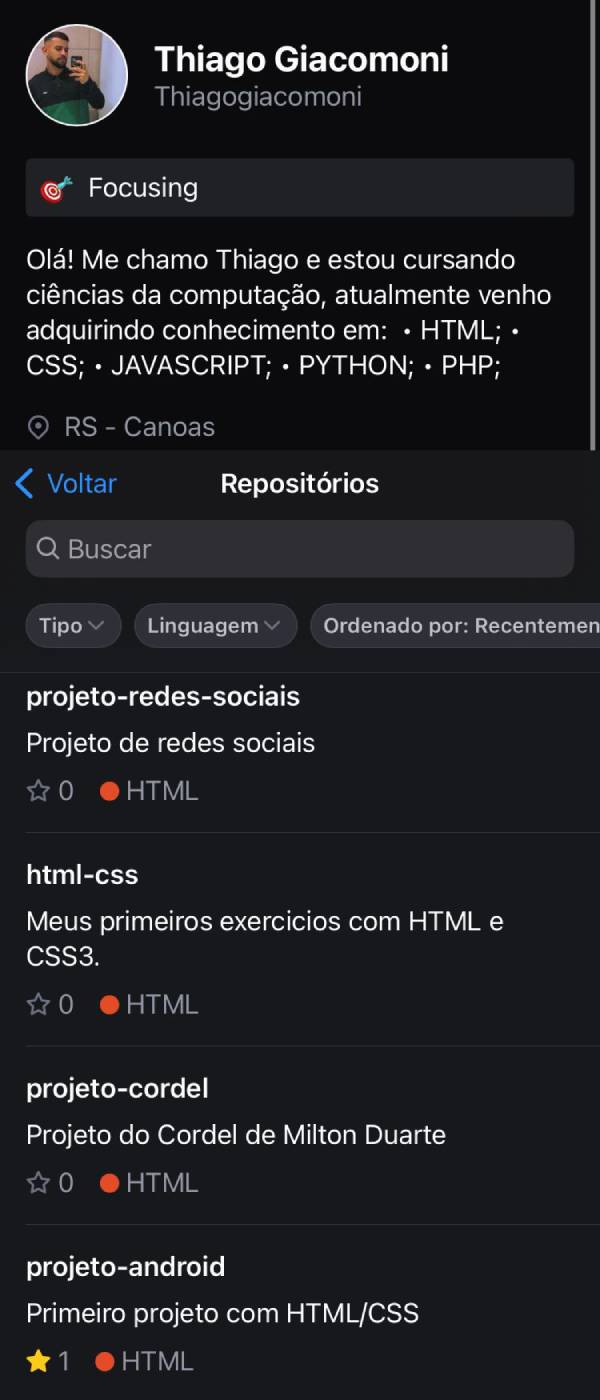 Thiago Giacomoni
Thiagogiacomoni
🎯 Focusing
Olá! Me chamo Thiago e estou cursando
ciências da computação, atualmente venho
adquirindo conhecimento em: • HTML; •
CSS; • JAVASCRIPT; • PYTHON; • PHP;
RS - Canoas
Voltar
Repositórios
Buscar
Tipo
Linguagem
Ordenado por: Recentemen
projeto-redes-sociais
Projeto de redes sociais
0 HTML
html-css
Meus primeiros exercicios com HTML e
CSS3.
0 HTML
projeto-cordel
Projeto do Cordel de Milton Duarte
0 HTML
projeto-android
Primeiro projeto com HTML/CSS
1 HTML